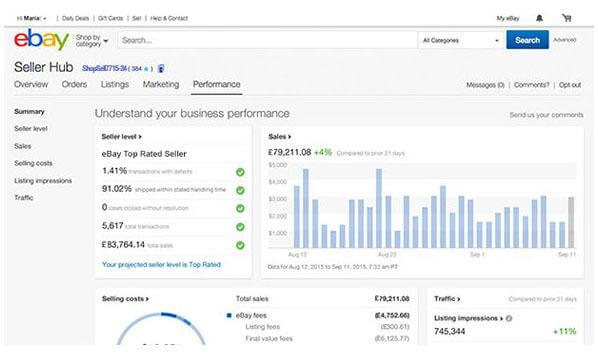 Hi Maria! Daily Deals | Gift Cards | Sell | Help & Contact My eBay
ebay Shop by category Search... All Categories Search Advanced
Seller Hub ( 384 ★ )
Overview Orders Listings Marketing Performance Messages (0) | Comments? | Opt out
Summary
Seller level
Sales
Selling costs
Listing impressions
Traffic
Understand your business performance Send us your comments
Seller level >
eBay Top Rated Seller
1.41% transactions with defects
91.02% shipped within stated handling time
0 cases closed without resolution
5,617 total transactions
£83,764.14 total sales
Your projected seller level is Top Rated
Sales >
£79,211.08 +4% Compared to prior 21 days
$5,000
$4,000
$3,000
$2,000
$1,000
Aug 12 Aug 22 Sep 1 Sep 11
Data for Aug 12, 2015 to Sep 11, 2015, 7:32 am PT
Selling costs >
Total sales £79,211.08
eBay fees (£4,752.66)
Listing fees
Final value fees (£6,125.77)
Traffic > Compared to prior 21 days
Listing impressions >
745,344 +11%